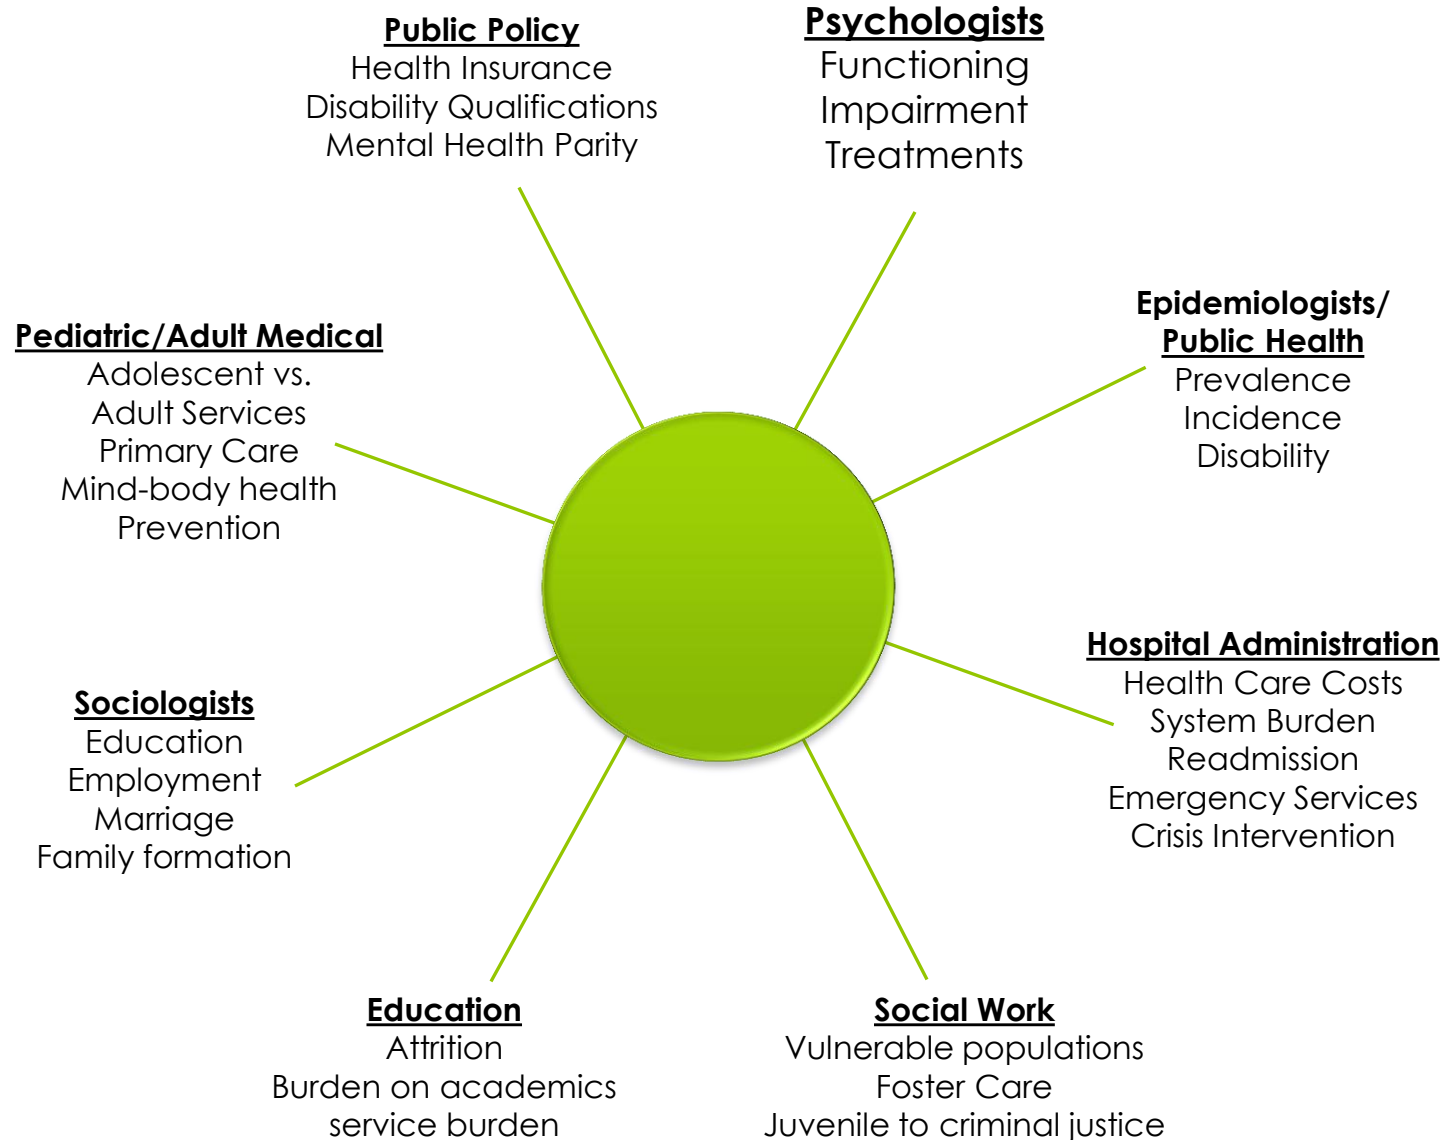 Public Policy
Health Insurance
Disability Qualifications
Mental Health Parity
Psychologists
Functioning
Impairment
Treatments
Epidemiologists/
Public Health
Prevalence
Incidence
Disability
Hospital Administration
Health Care Costs
System Burden
Readmission
Emergency Services
Crisis Intervention
Social Work
Vulnerable populations
Foster Care
Juvenile to criminal justice
Education
Attrition
Burden on academics
service burden
Sociologists
Education
Employment
Marriage
Family formation
Pediatric/Adult Medical
Adolescent vs.
Adult Services
Primary Care
Mind-body health
Prevention